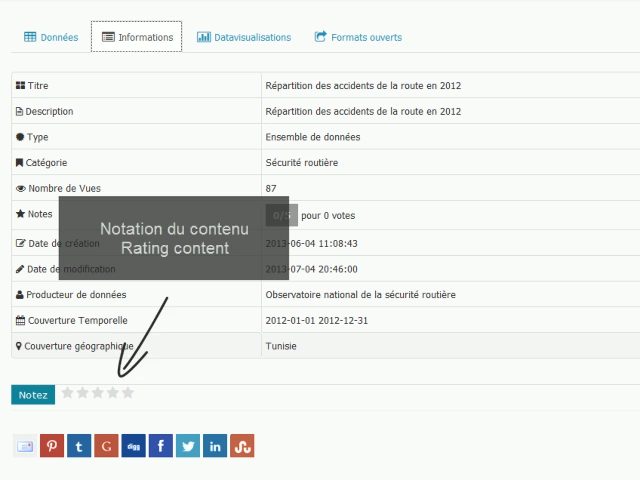 Données Informations Datavisualisations Formats ouverts
Titre Répartition des accidents de la route en 2012
Description Répartition des accidents de la route en 2012
Type Ensemble de données
Catégorie Sécurité routière
Nombre de Vues 87
Notes 0/5 pour 0 votes
Notation du contenu
Rating content
Date de création 2013-06-04 11:08:43
Date de modification 2013-07-04 20:46:00
Producteur de données Observatoire national de la sécurité routière
Couverture Temporelle 2012-01-01 2012-12-31
Couverture géographique Tunisie
Notez
digg